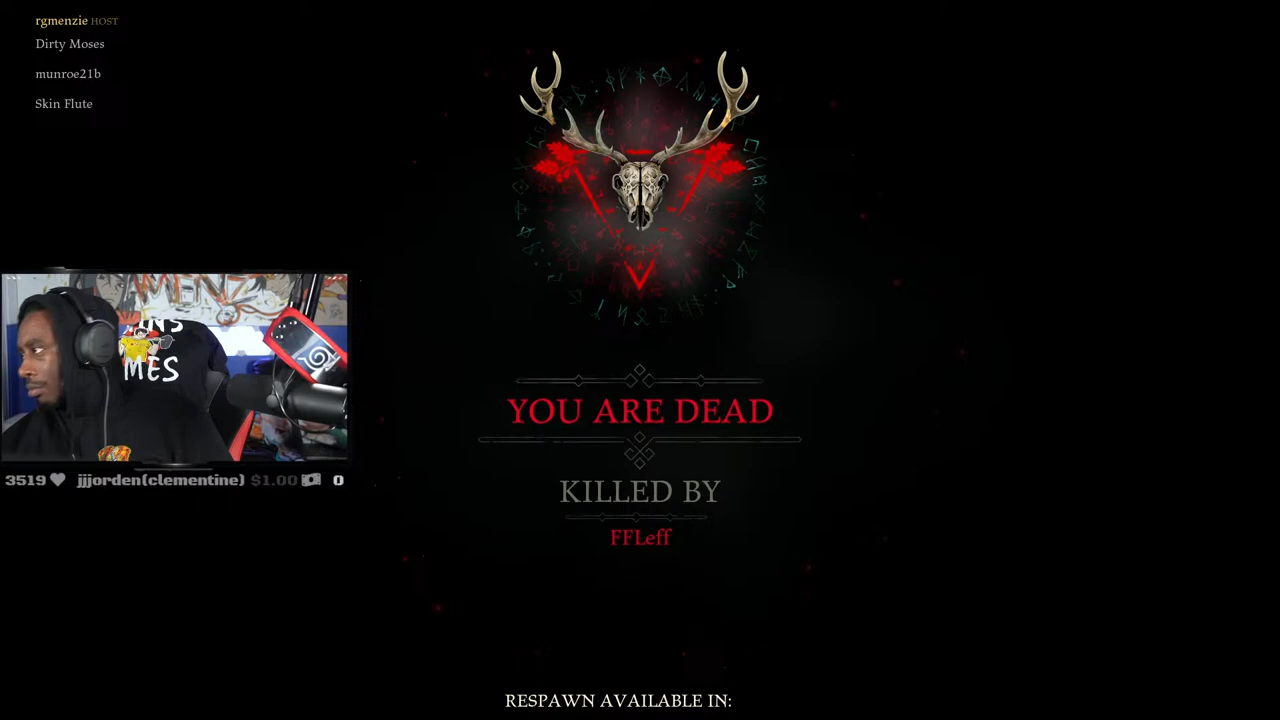 rgmenzie HOST
Dirty Moses
munroe21b
Skin Flute
YOU ARE DEAD
KILLED BY
FFLeff
MES
3519 jjjorden(clementine) $1.00 0
RESPAWN AVAILABLE IN: